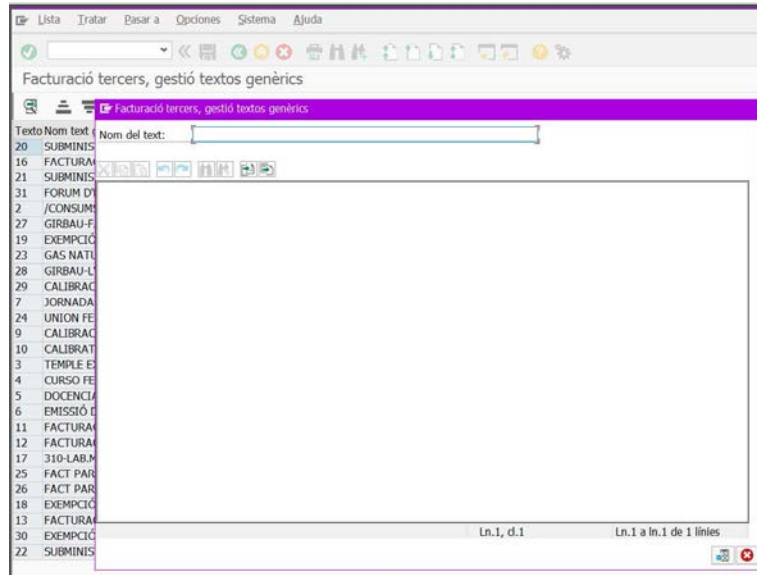 Lista Tratar Pasar a Opciones Sistema Ajuda
Facturació tercers, gestió textos genèrics
Facturació tercers, gestió textos genèrics
Texto Nom text
Nom del text:
20 SUBMINIS
16 FACTURA
21 SUBMINIS
31 FORUM D'
2 /CONSUM
27 GIRBAU-F
19 EXEMPCIÓ
23 GAS NATU
28 GIRBAU-L'
29 CALIBRAC
7 JORNADA
24 UNION FE
9 CALIBRAC
10 CALIBRAT
3 TEMPLE E
4 CURSO FE
5 DOCENCIA
6 EMISSIÓ D
11 FACTURA
12 FACTURA
17 310-LAB.M
25 FACT PAR
26 FACT PAR
18 EXEMPCIÓ
13 FACTURA
30 EXEMPCIÓ
22 SUBMINIS
Ln.1, cl.1 Ln.1 a ln.1 de 1 línies